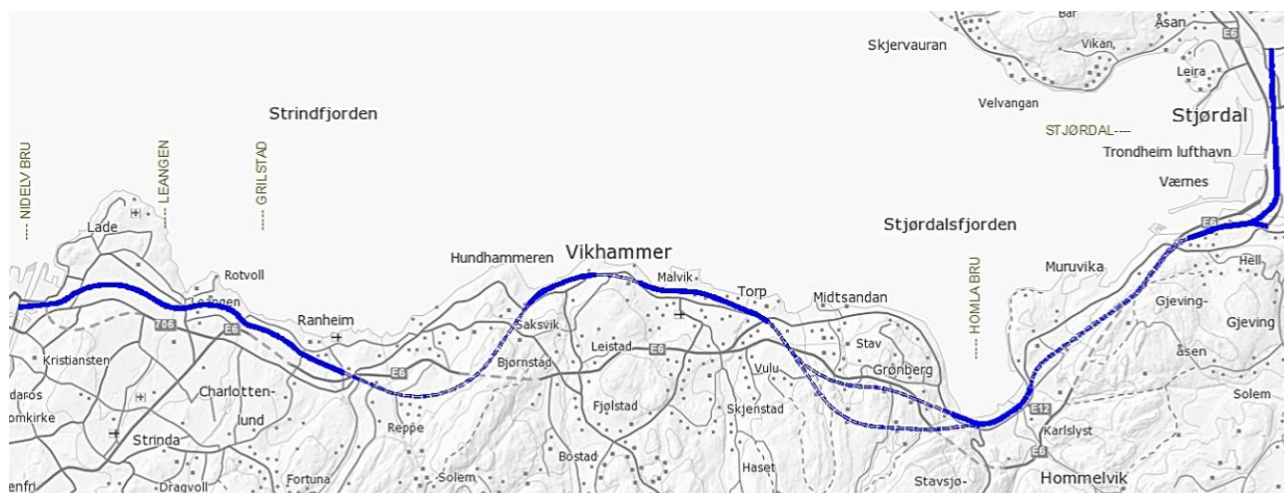 Bar
Åsan
E6
Skjervauran
Vikan,
Leira
Velvangan
Strindfjorden
Stjørdal
STJØRDAL----
Trondheim lufthavn
Værnes
----- NIDELV BRU
----- LEANGEN
----- GRILSTAD
Lade
Stjørdalsfjorden
E6
Vikhammer
Hundhammeren
Rotvoll
Malvik
Muruvika
Hell
----- HOMLA BRU
Torp
Midtsandan
Leangen
Gjeving-
Ranheim
706
E6
Saksvik
Gjeving
Leistad
E6
Stav
åsen
Kristiansten
Bjørnstad
Vulu
Grønberg
E6
daros
Charlotten-
Solem
omkirke
lund
Fjølstad
Skjenstad
E12
Strinda
Reppe
Karlslyst
E6
Bostad
Haset
enfri
Dragvoll
Fortuna
Solem
Stavsjø-
Hommelvik